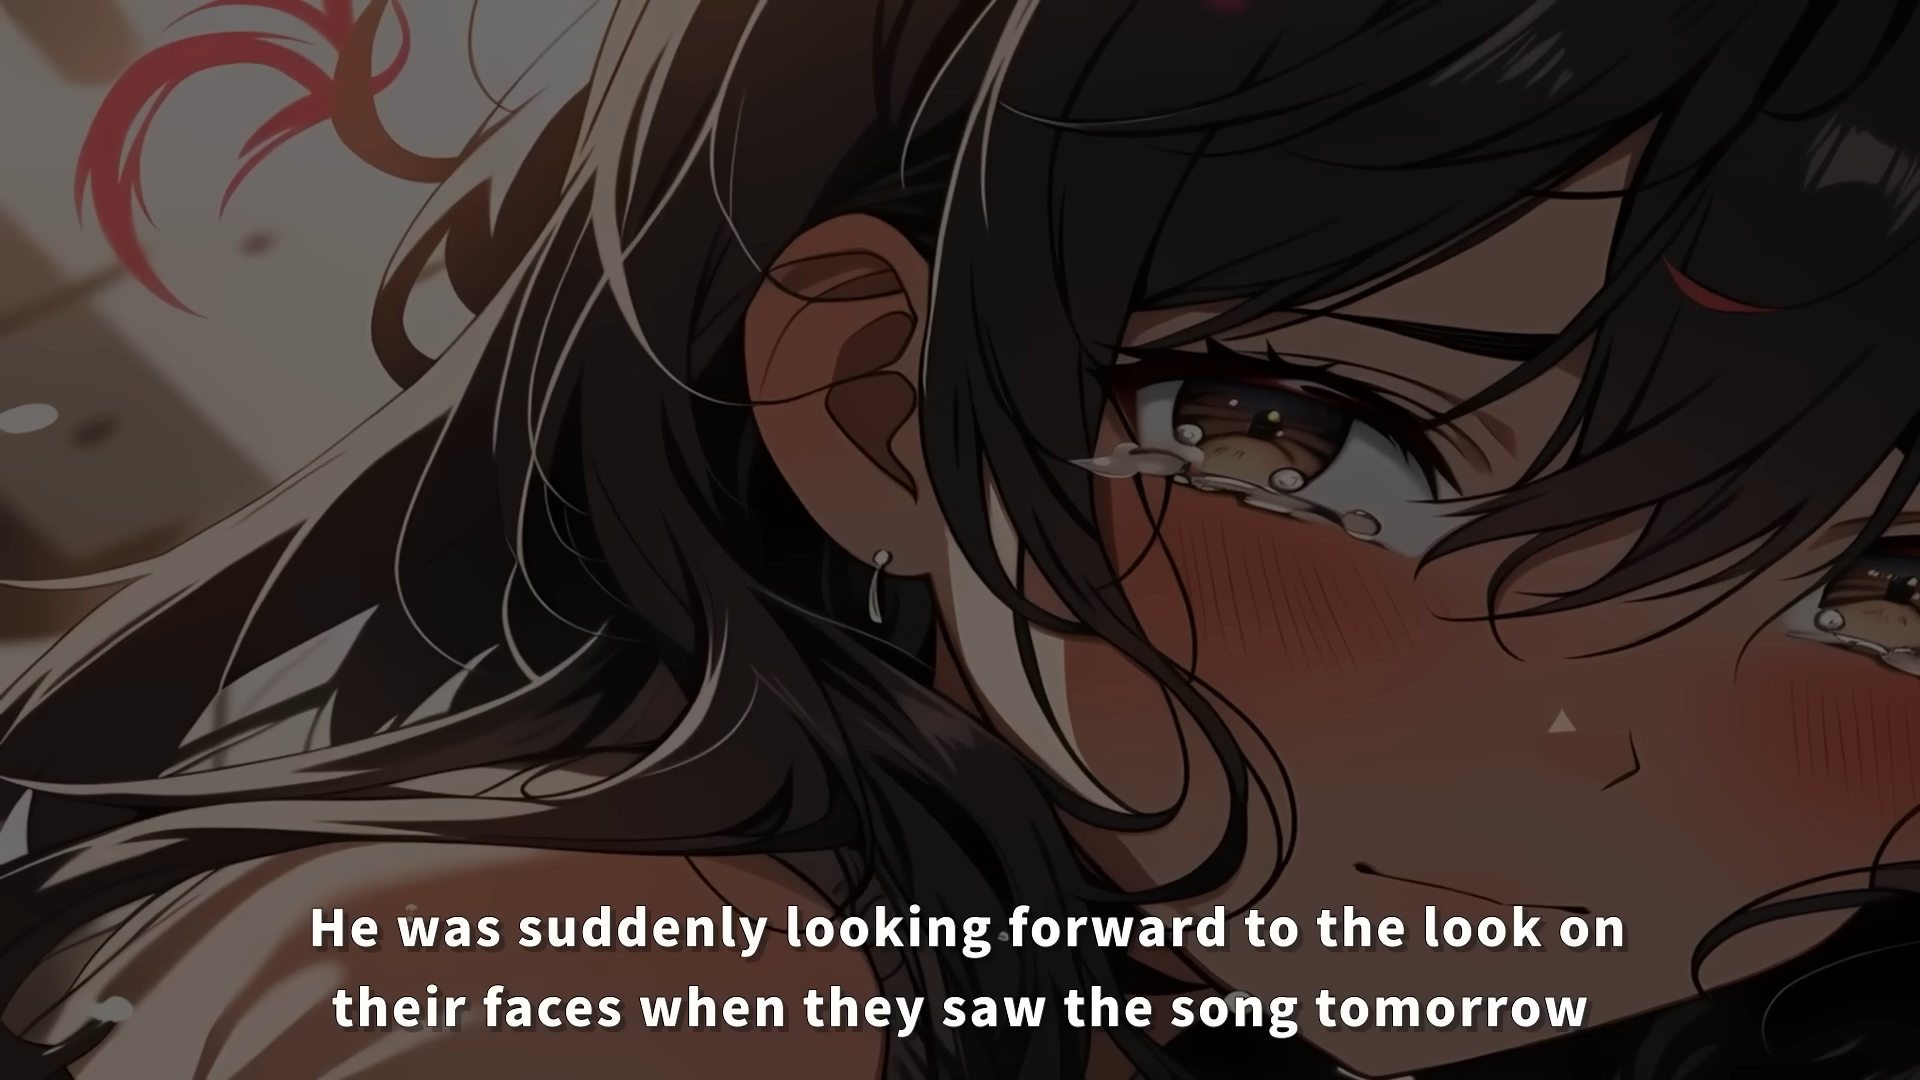 He was suddenly looking forward to the look on
their faces when they saw the song tomorrow